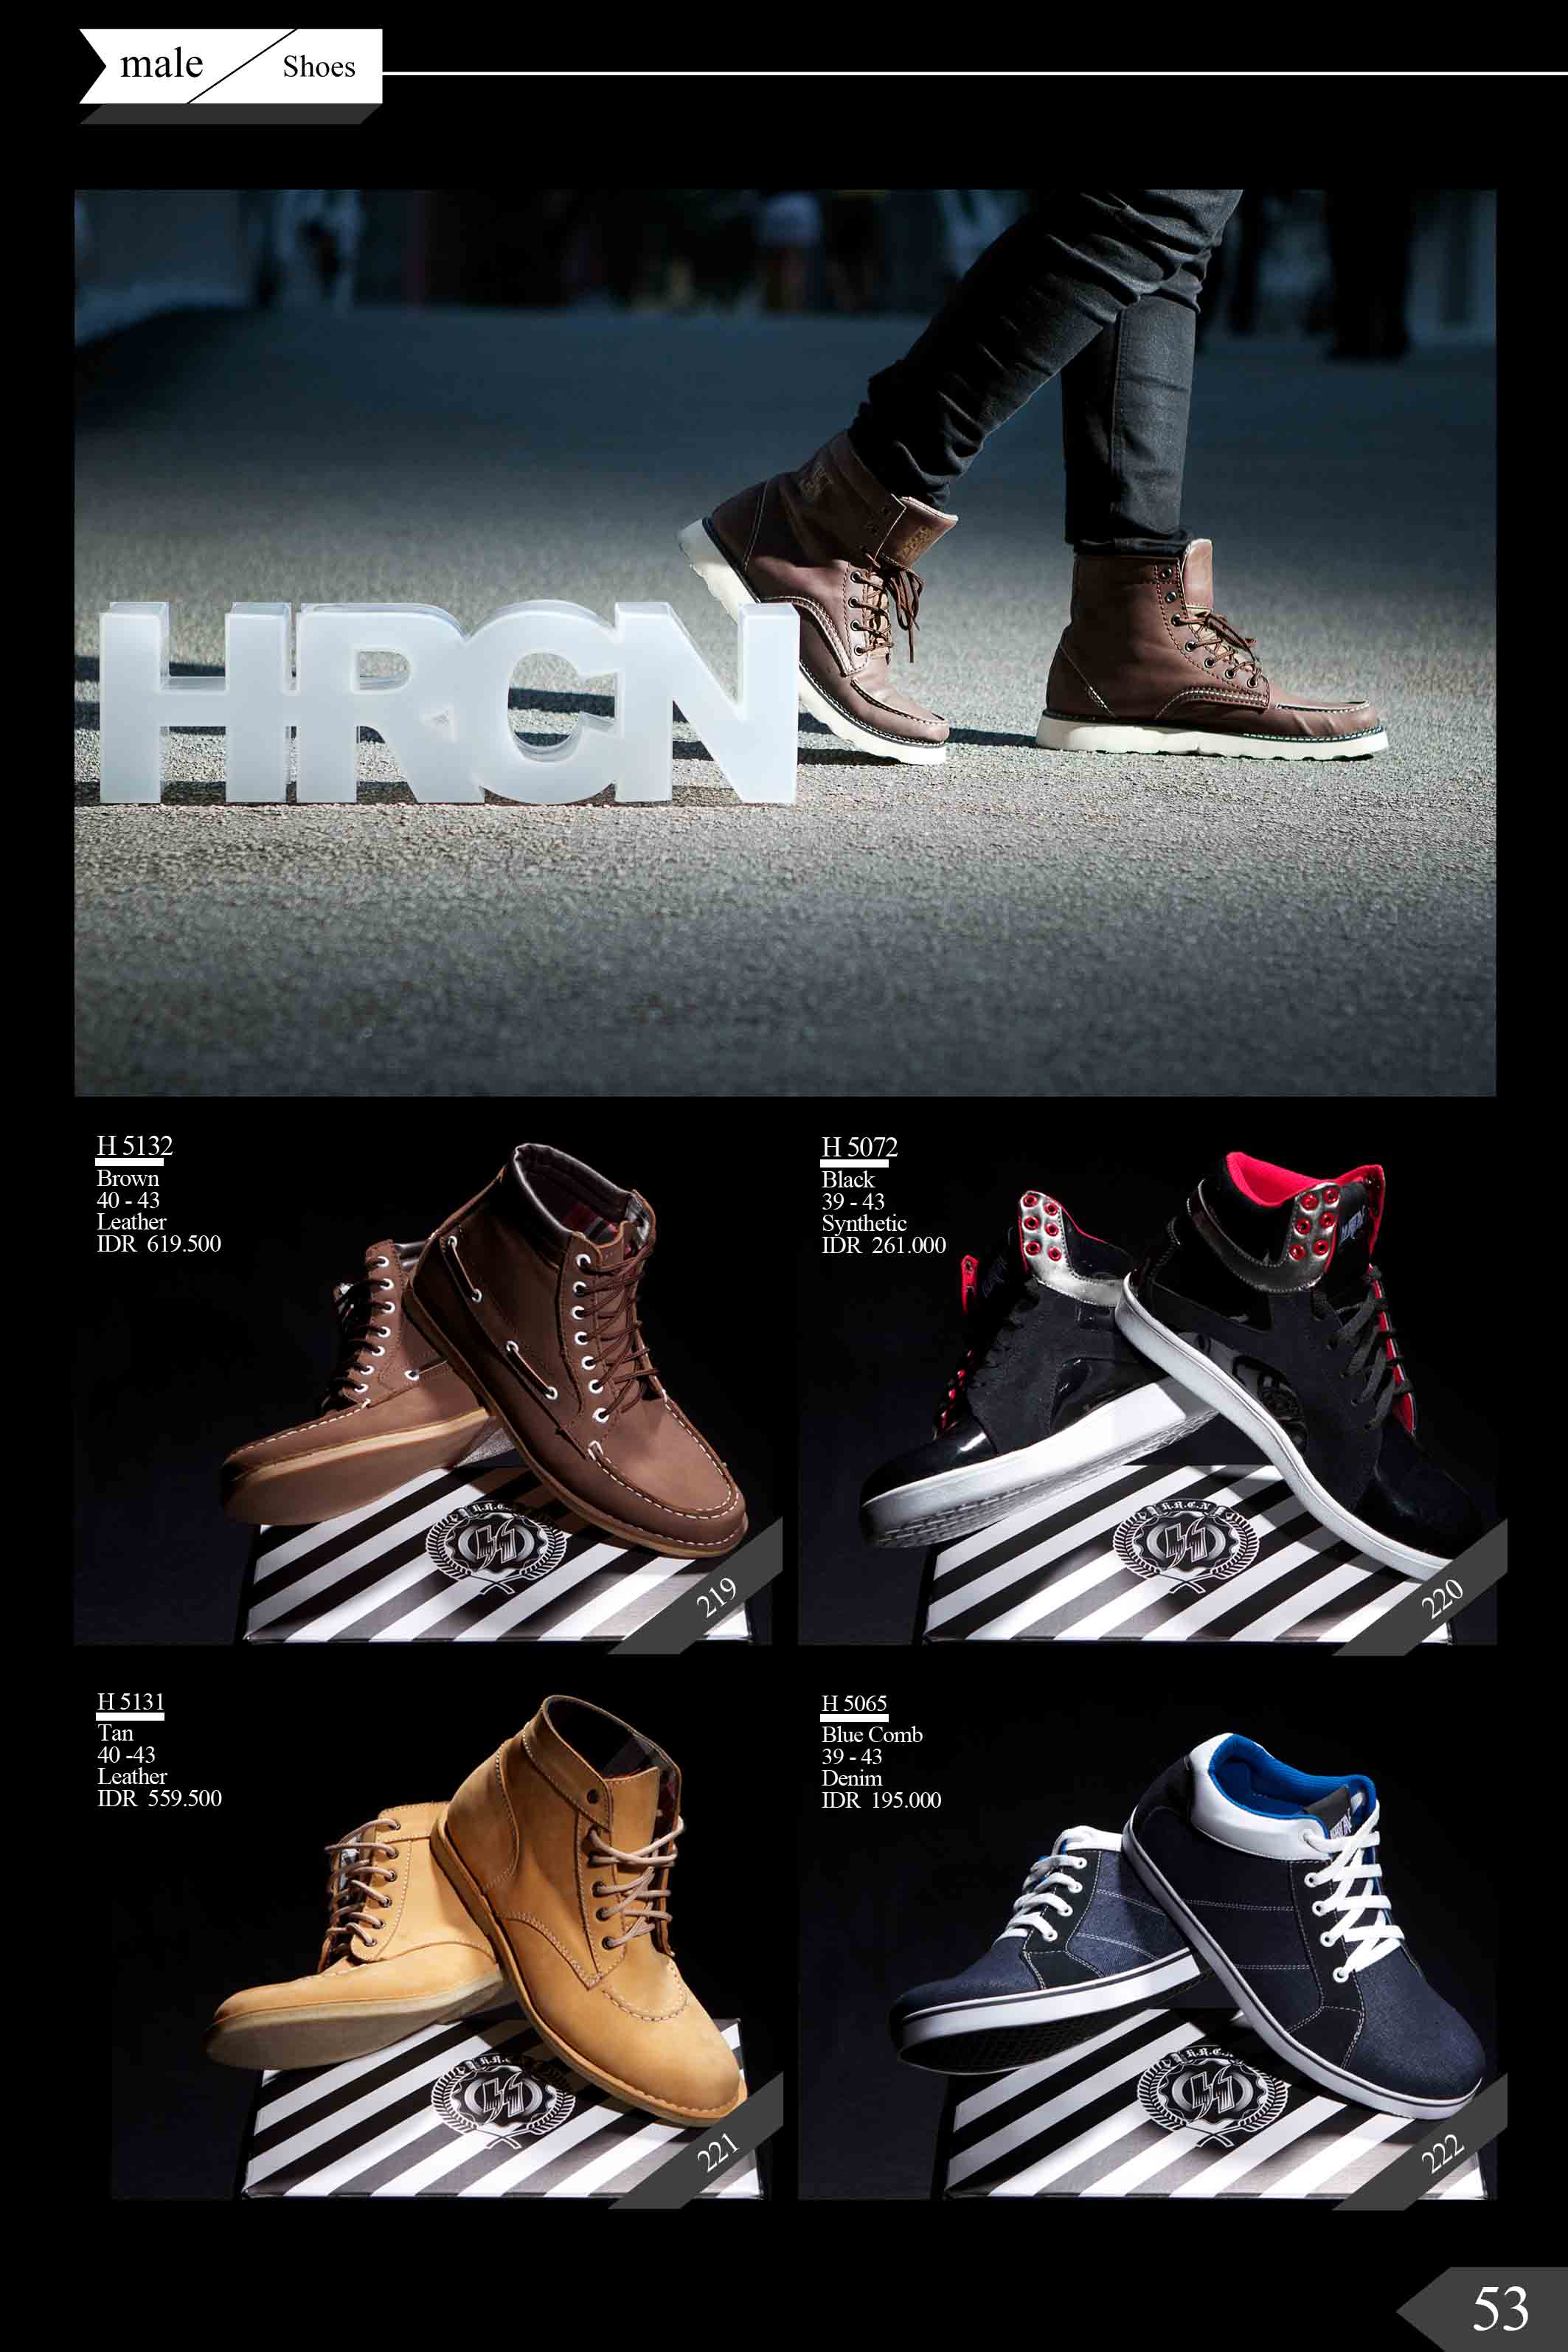 male
Shoes
HRCN
H 5132
Brown
40 - 43
Leather
IDR 619.500
219
H 5072
Black
39 - 43
Synthetic
IDR 261.000
220
H 5131
Tan
40 -43
Leather
IDR 559.500
221
H 5065
Blue Comb
39 - 43
Denim
IDR 195.000
222
53